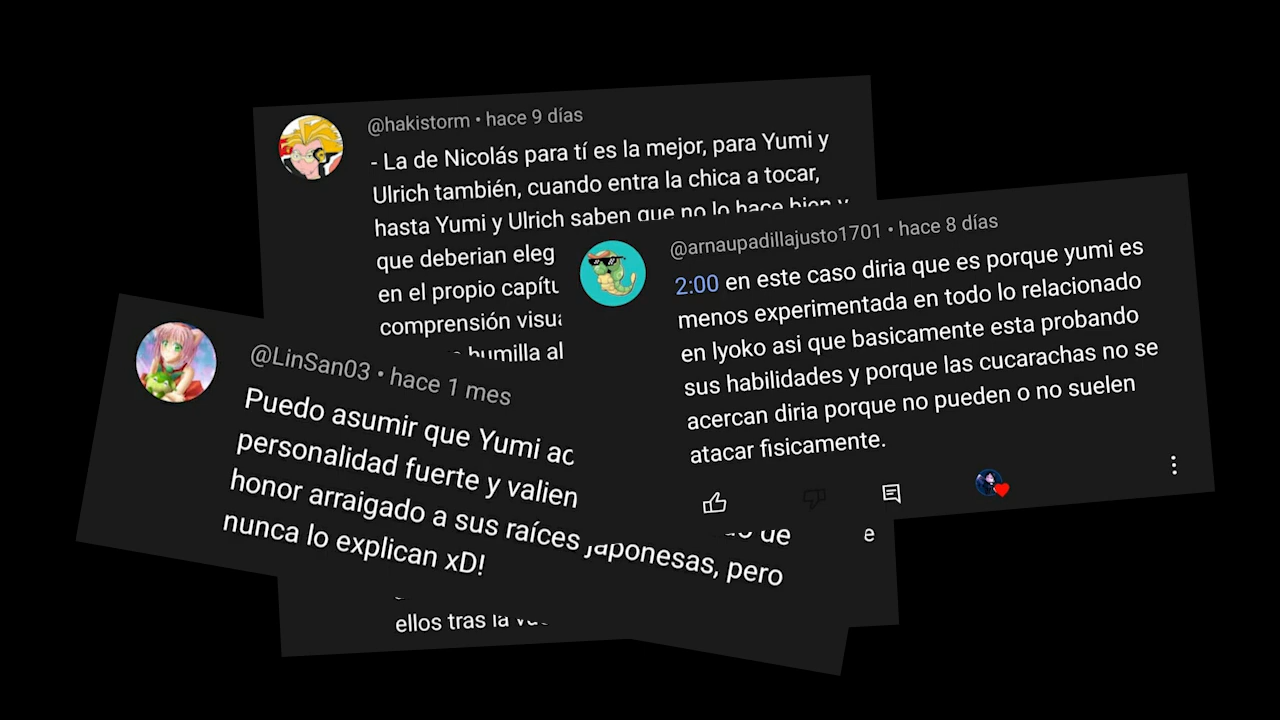 @hakistorm • hace 9 días
- La de Nicolás para tí es la mejor, para Yumi y
Ulrich también, cuando entra la chica a tocar,
hasta Yumi y Ulrich saben que no lo hace bien y
que deberian eleg
en el propio capítu
comprensión visua
humilla al
ellos tras la
@arnaupadillajusto1701 • hace 8 días
2:00 en este caso diria que es porque yumi es
menos experimentada en todo lo relacionado
en lyoko asi que basicamente esta probando
sus habilidades y porque las cucarachas no se
acercan diria porque no pueden o no suelen
atacar fisicamente.
@LinSan03 • hace 1 mes
Puedo asumir que Yumi ac
personalidad fuerte y valien
de
honor arraigado a sus raíces japonesas, pero
nunca lo explican xD!
e